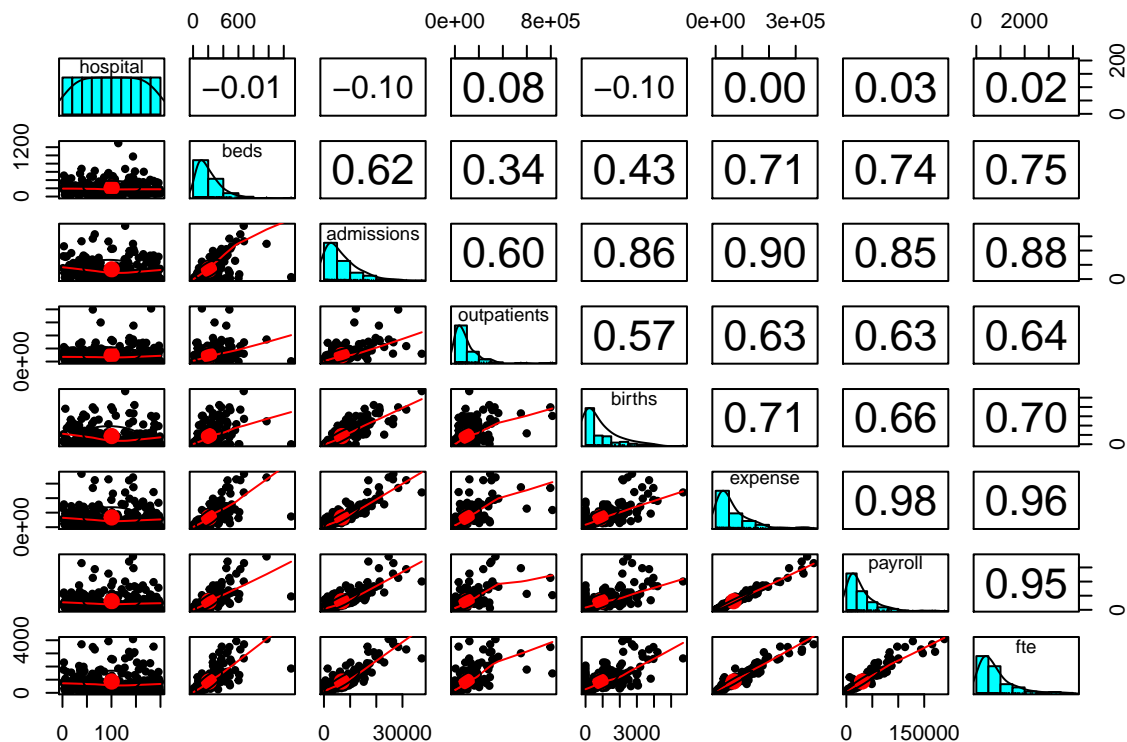 0 600 0e+00 8e+05 0e+00 3e+05 0 2000
hospital −0.01 −0.10 0.08 −0.10 0.00 0.03 0.02 0 200
0 1200 beds 0.62 0.34 0.43 0.71 0.74 0.75
admissions 0.60 0.86 0.90 0.85 0.88 0
0e+00 outpatients 0.57 0.63 0.63 0.64
births 0.71 0.66 0.70 0
0e+00 expense 0.98 0.96
payroll 0.95 0
0 4000 fte
0 100 0 30000 0 3000 0 150000